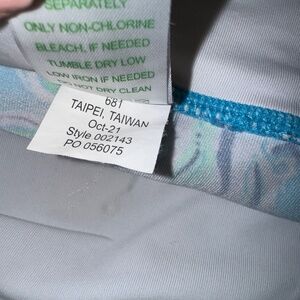 SEPARATELY
ONLY NON-CHLORINE
BLEACH, IF NEEDED
TUMBLE DRY LOW
LOW IRON IF NEEDED
DO NOT DRY CLEAN
681
TAIPEI, TAIWAN
Oct-21
Style 002143
PO 056075